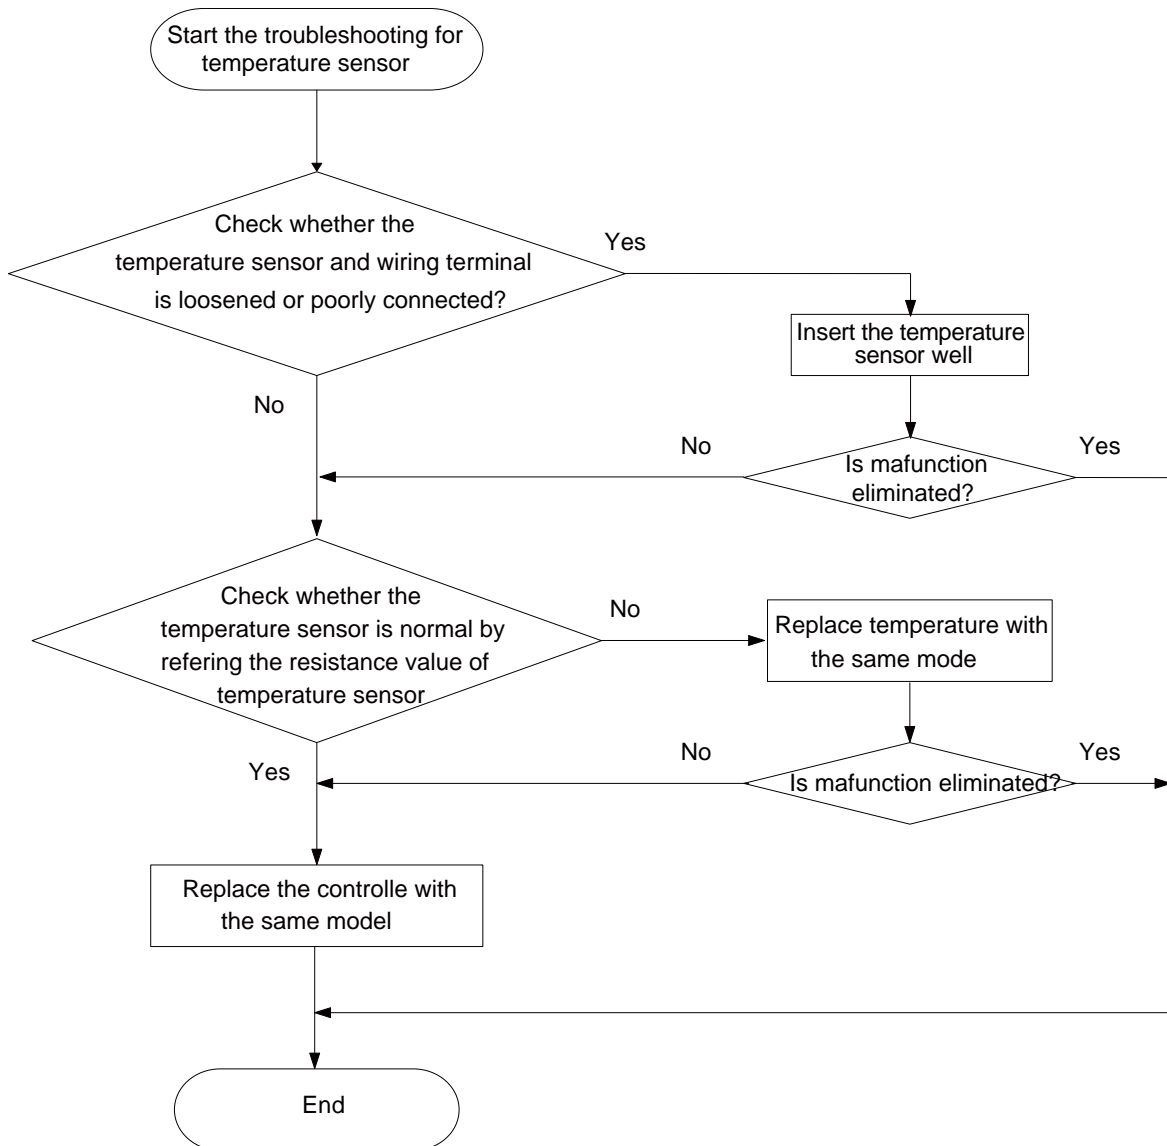 Start the troubleshooting for
temperature sensor
Check whether the
temperature sensor and wiring terminal
is loosened or poorly connected?
Yes
Insert the temperature
sensor well
No
No
Yes
Is mafunction
eliminated?
Check whether the
temperature sensor is normal by
refering the resistance value of
temperature sensor
No
Replace temperature with
the same mode
Yes
No
Yes
Is mafunction eliminated?
Replace the controlle with
the same model
End